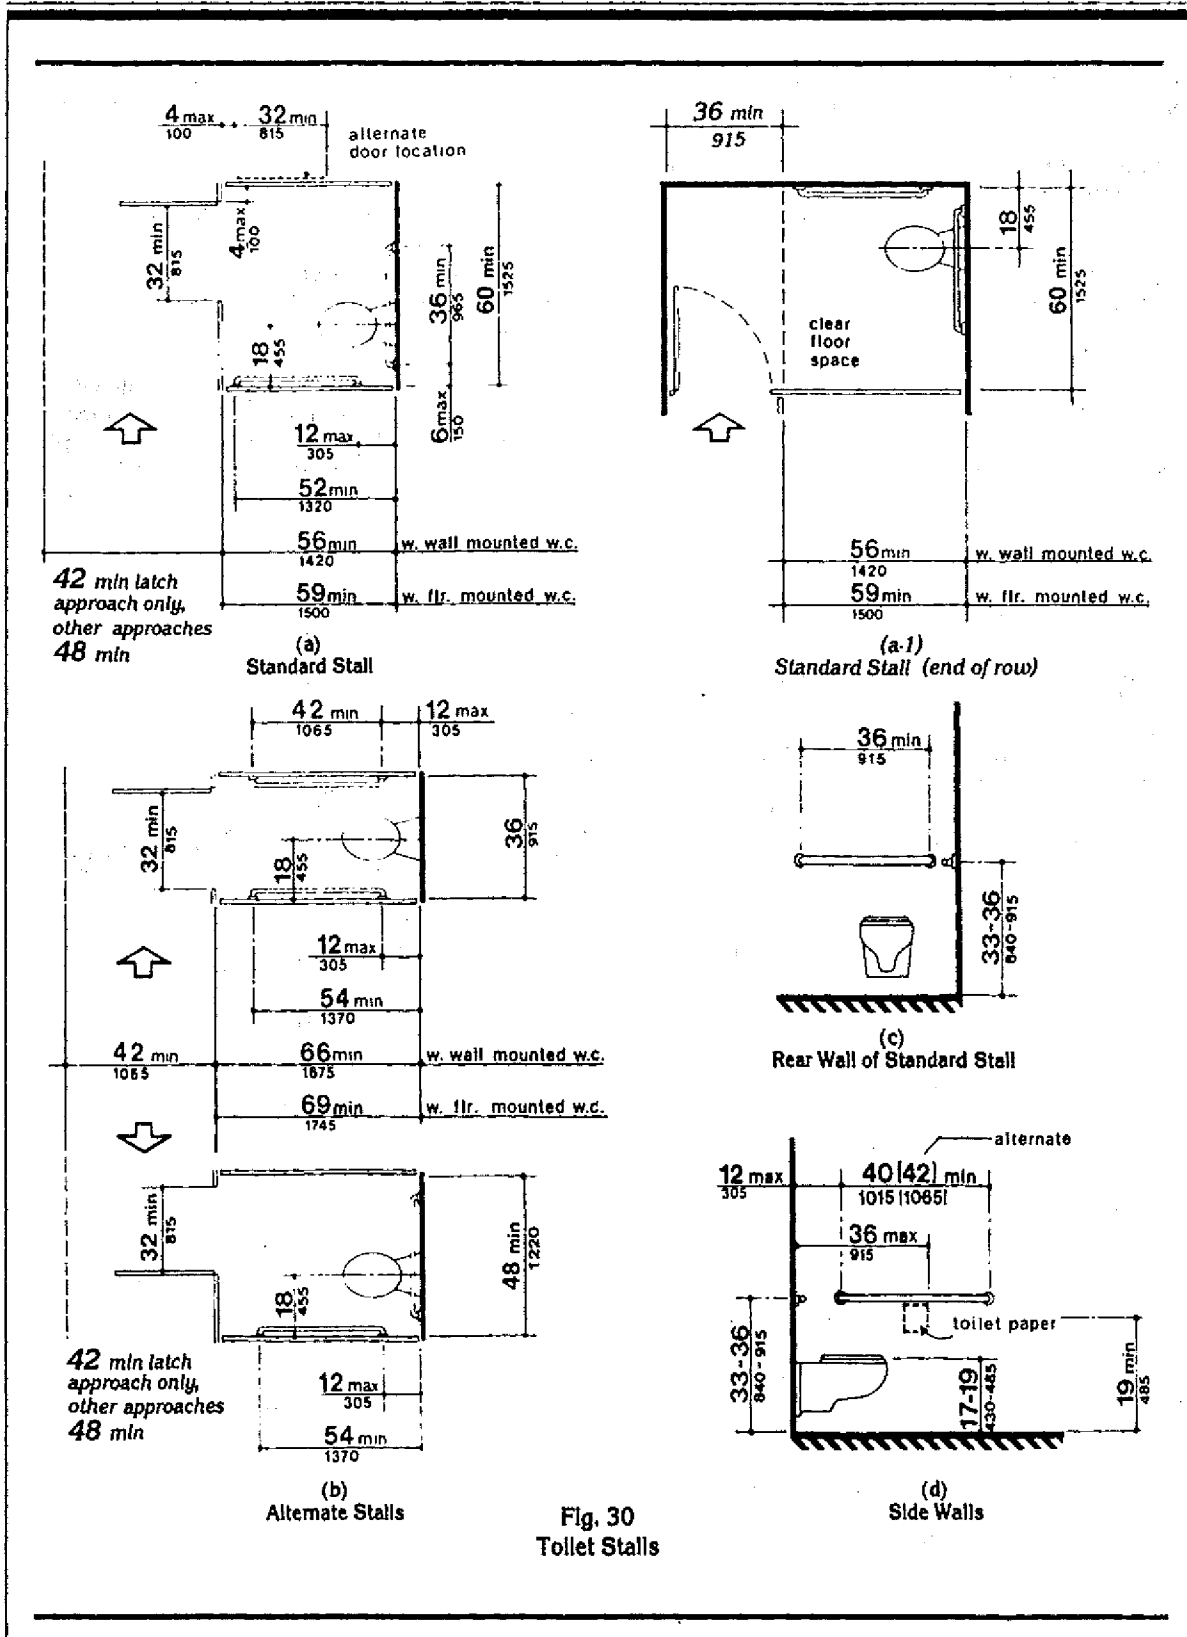 4 max
100
32 min
815
alternate
door location
32 min
815
4 max
100
18
455
36 min
965
60 min
1525
6 max
150
12 max
305
52 min
1320
56 min
1420
w. wall mounted w.c.
59 min
1500
w. flr. mounted w.c.
42 min latch
approach only,
other approaches
48 min
(a)
Standard Stall
36 min
915
18
455
60 min
1525
clear
floor
space
56 min
1420
w. wall mounted w.c.
59 min
1500
w. flr. mounted w.c.
(a-1)
Standard Stall (end of row)
42 min
1065
12 max
305
32 min
815
18
455
36
915
12 max
305
54 min
1370
42 min
1065
66 min
1675
w. wall mounted w.c.
69 min
1745
w. flr. mounted w.c.
32 min
815
18
455
48 min
1220
42 min latch
approach only,
other approaches
48 min
12 max
305
54 min
1370
(b)
Alternate Stalls
36 min
915
33-36
840-915
(c)
Rear Wall of Standard Stall
alternate
12 max
305
40 (42) min
1015 (1065)
36 max
915
toilet paper
33-36
840-915
17-19
430-485
19 min
485
(d)
Side Walls
Fig. 30
Toilet Stalls